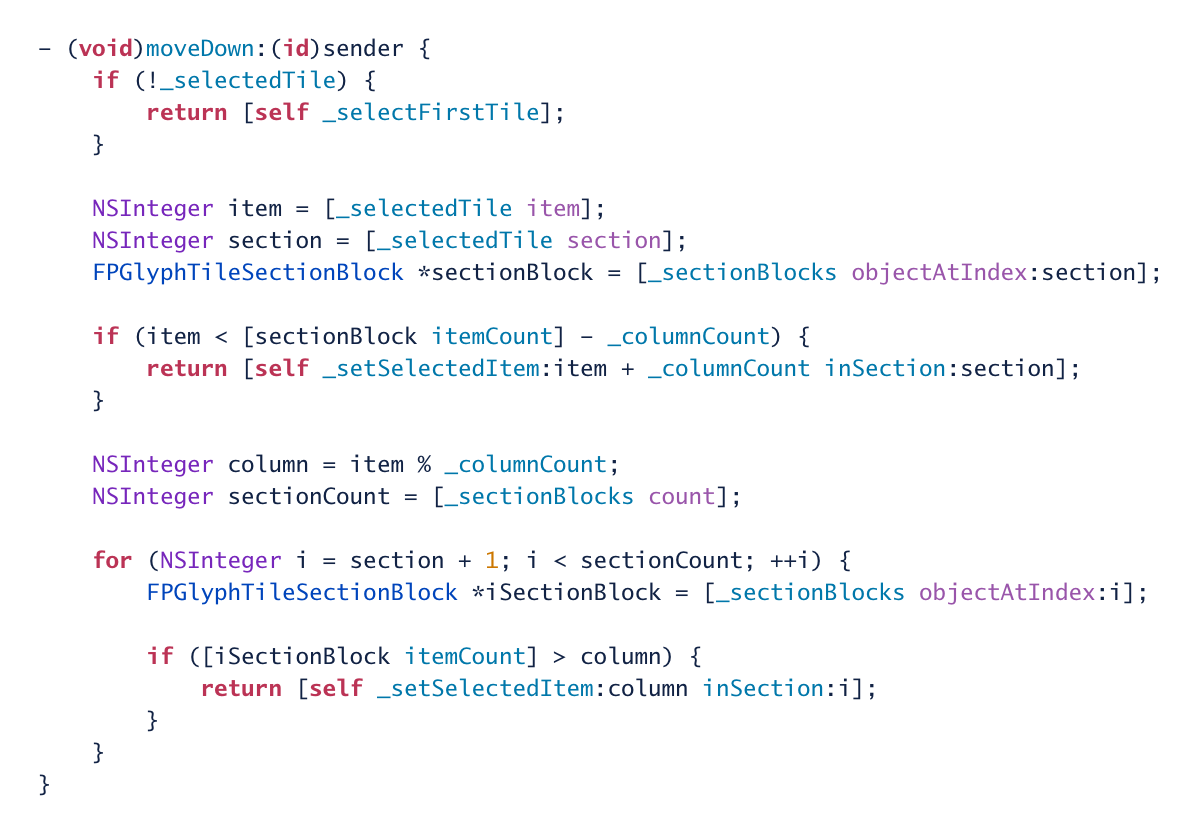 - (void)moveDown:(id)sender {
    if (!_selectedTile) {
        return [self _selectFirstTile];
    }

    NSInteger item = [_selectedTile item];
    NSInteger section = [_selectedTile section];
    FPGlyphTileSectionBlock *sectionBlock = [_sectionBlocks objectAtIndex:section];

    if (item < [sectionBlock itemCount] - _columnCount) {
        return [self _setSelectedItem:item + _columnCount inSection:section];
    }

    NSInteger column = item % _columnCount;
    NSInteger sectionCount = [_sectionBlocks count];

    for (NSInteger i = section + 1; i < sectionCount; ++i) {
        FPGlyphTileSectionBlock *iSectionBlock = [_sectionBlocks objectAtIndex:i];

        if ([iSectionBlock itemCount] > column) {
            return [self _setSelectedItem:column inSection:i];
        }
    }
}